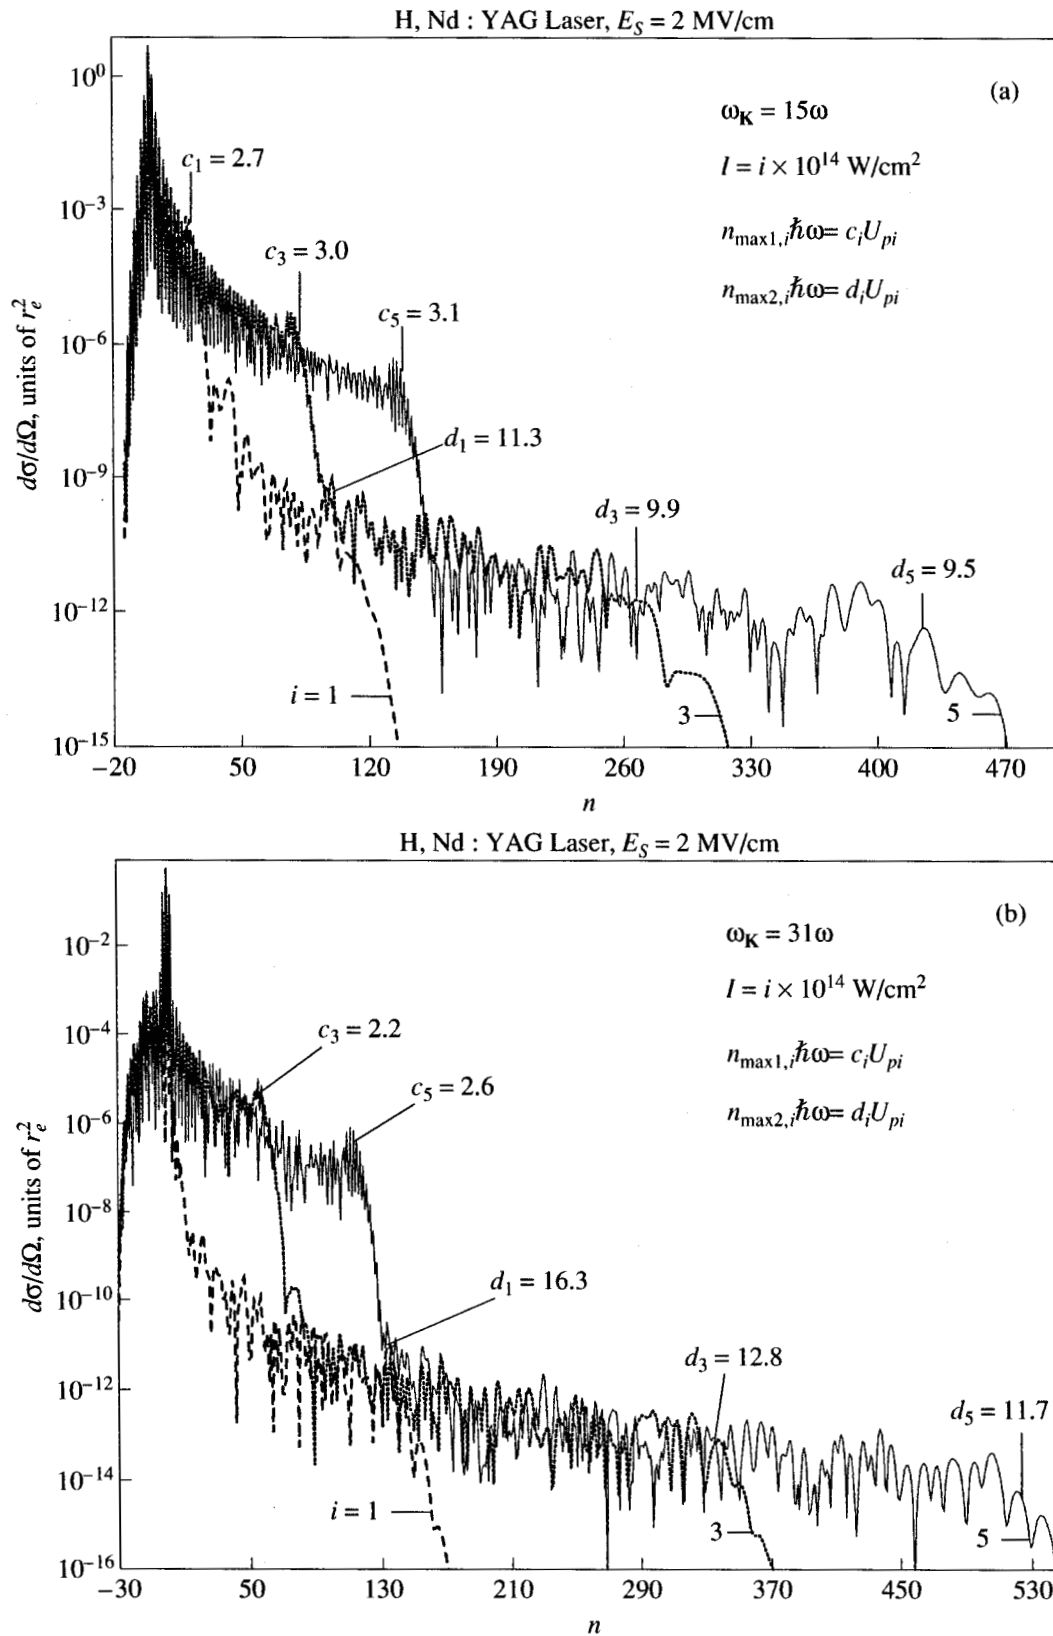 H, Nd : YAG Laser, E_S = 2 MV/cm
(a)
ω_K = 15ω
I = i × 10^14 W/cm^2
n_max1,i ħω = c_i U_pi
n_max2,i ħω = d_i U_pi
c_1 = 2.7
c_3 = 3.0
c_5 = 3.1
d_1 = 11.3
d_3 = 9.9
d_5 = 9.5
i = 1
3
5
dσ/dΩ, units of r_e^2
10^0
10^−3
10^−6
10^−9
10^−12
10^−15
−20 50 120 190 260 330 400 470
n
H, Nd : YAG Laser, E_S = 2 MV/cm
(b)
ω_K = 31ω
I = i × 10^14 W/cm^2
n_max1,i ħω = c_i U_pi
n_max2,i ħω = d_i U_pi
c_3 = 2.2
c_5 = 2.6
d_1 = 16.3
d_3 = 12.8
d_5 = 11.7
i = 1
3
5
dσ/dΩ, units of r_e^2
10^−2
10^−4
10^−6
10^−8
10^−10
10^−12
10^−14
10^−16
−30 50 130 210 290 370 450 530
n